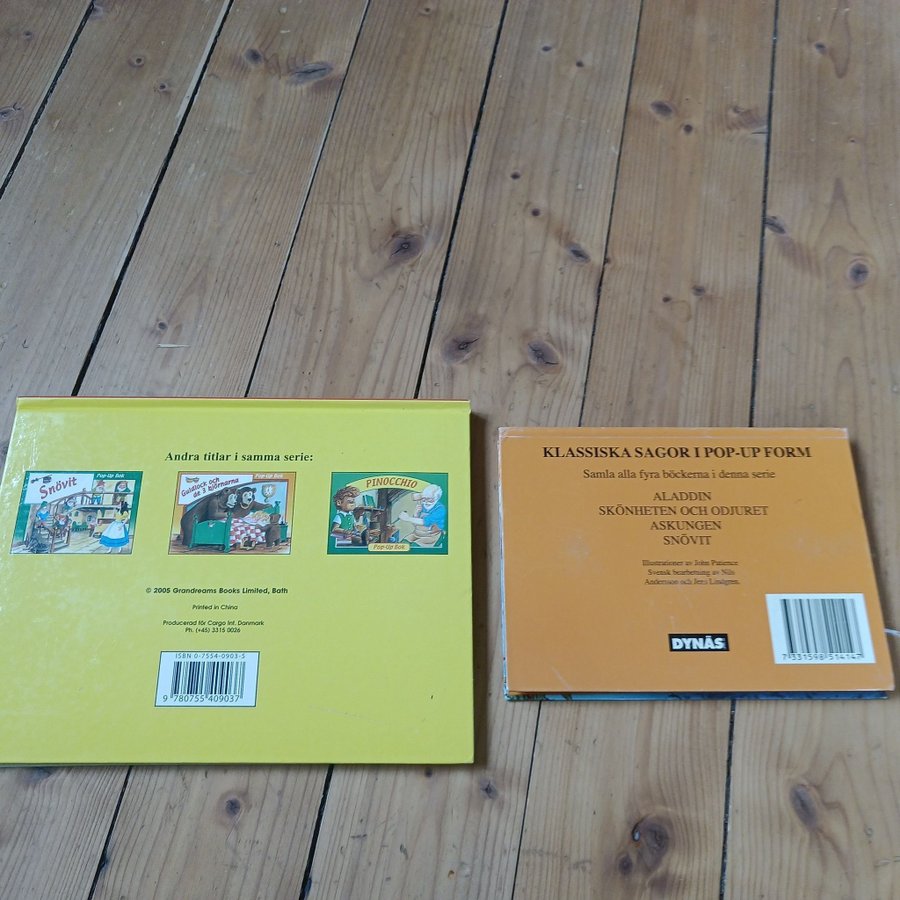 Andra titlar i samma serie:
Pop-Up Bok
Snövit
Pop-Up Bok
Guldlock och
de 3 björnarna
PINOCCHIO
Pop-Up Bok
© 2005 Grandreams Books Limited, Bath
Printed in China
Producerad för Cargo Int. Danmark
Ph. (+45) 3315 0026
ISBN 0-7554-0903-5
9 780755 409037
KLASSISKA SAGOR I POP-UP FORM
Samla alla fyra böckerna i denna serie
ALADDIN
SKÖNHETEN OCH ODJURET
ASKUNGEN
SNÖVIT
Illustrationer av John Patience
Svensk bearbetning av Nils
Andersson och Jens Lindgren.
DYNÄS
7 331598 514147